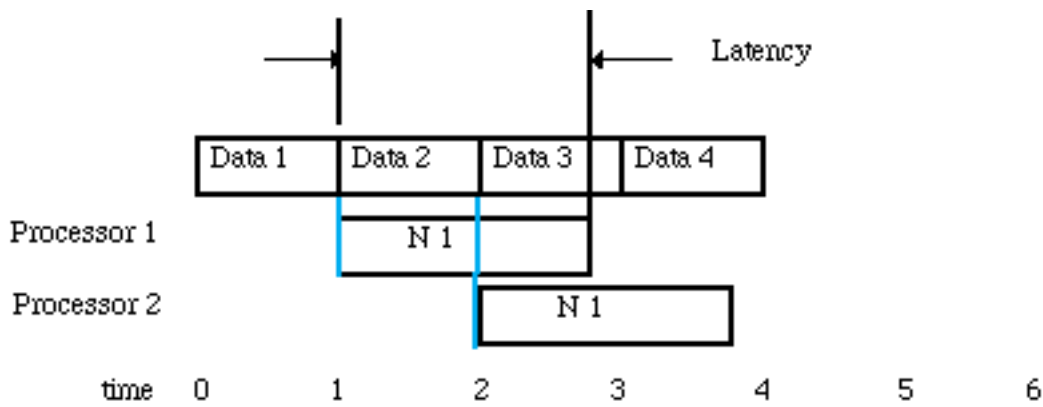 Latency
Data 1 Data 2 Data 3 Data 4
Processor 1 N 1
Processor 2 N 1
time 0 1 2 3 4 5 6